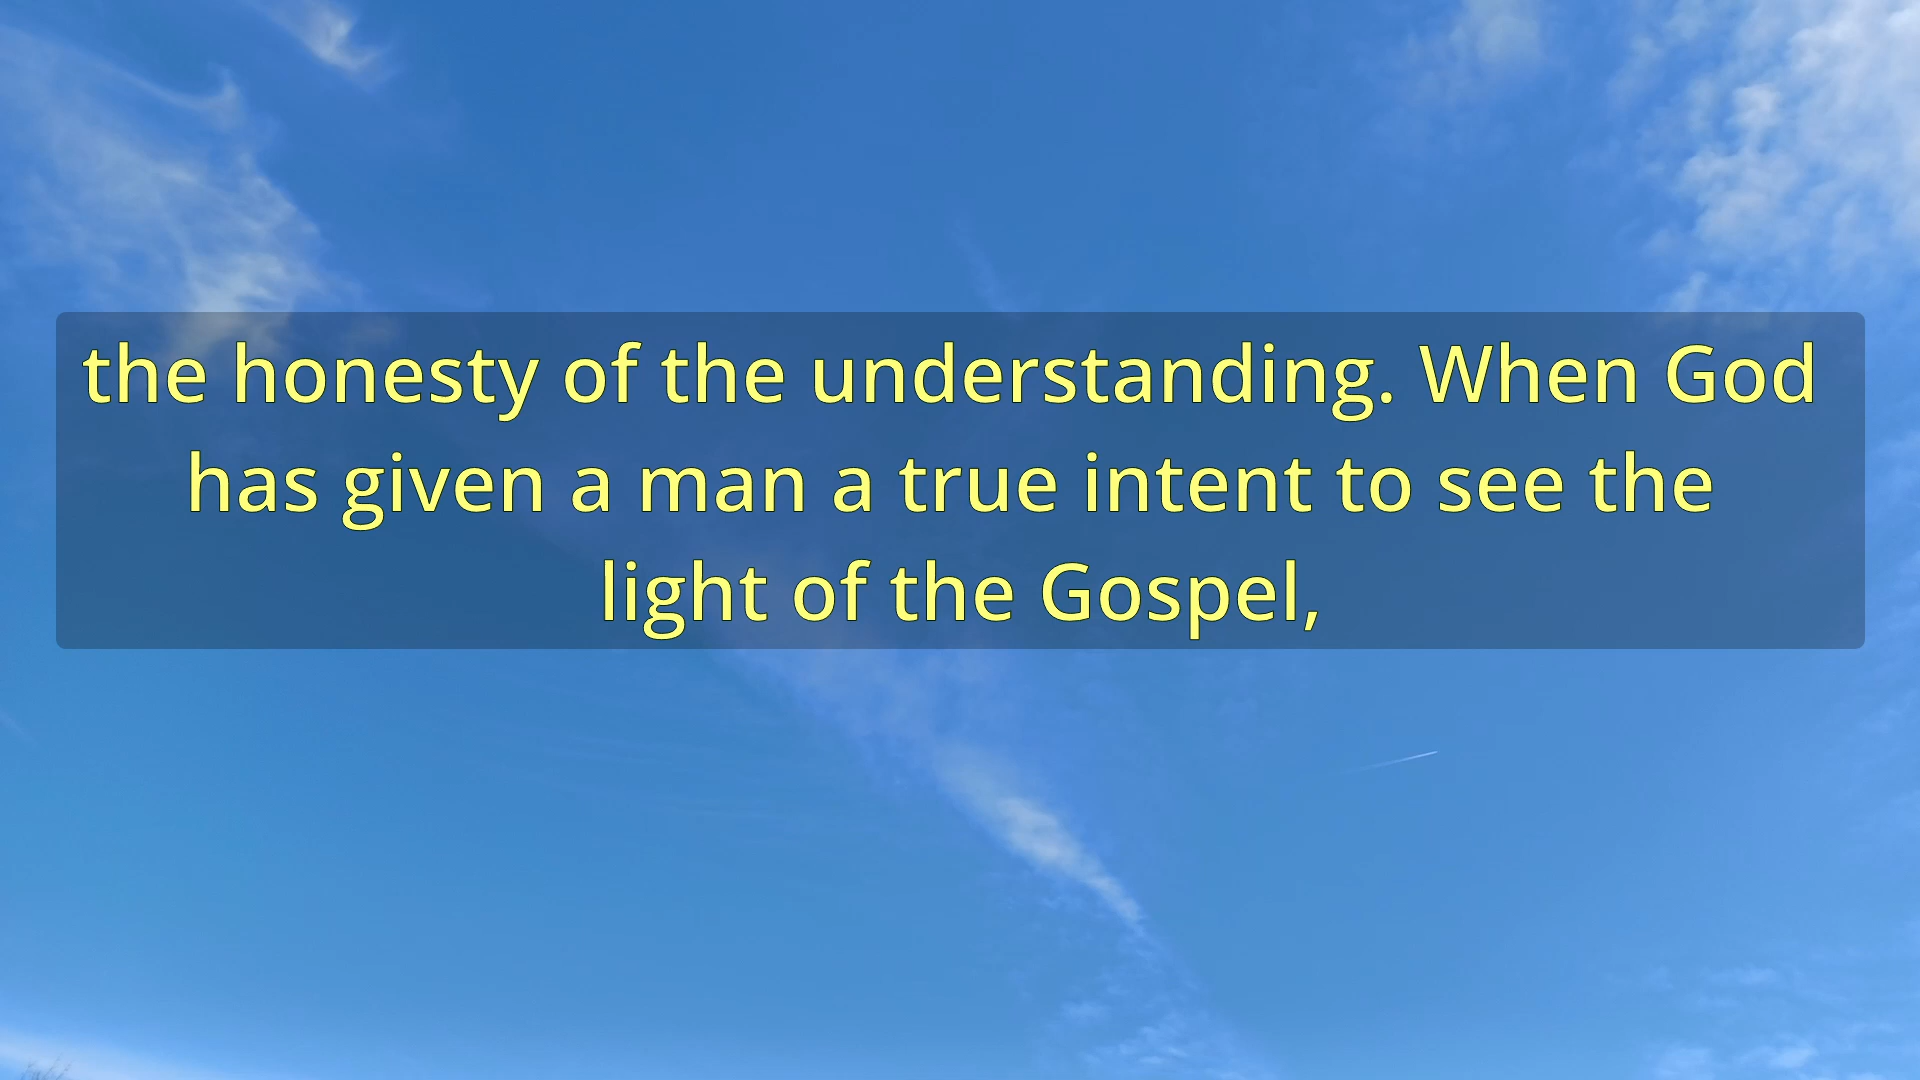 the honesty of the understanding. When God
has given a man a true intent to see the
light of the Gospel,